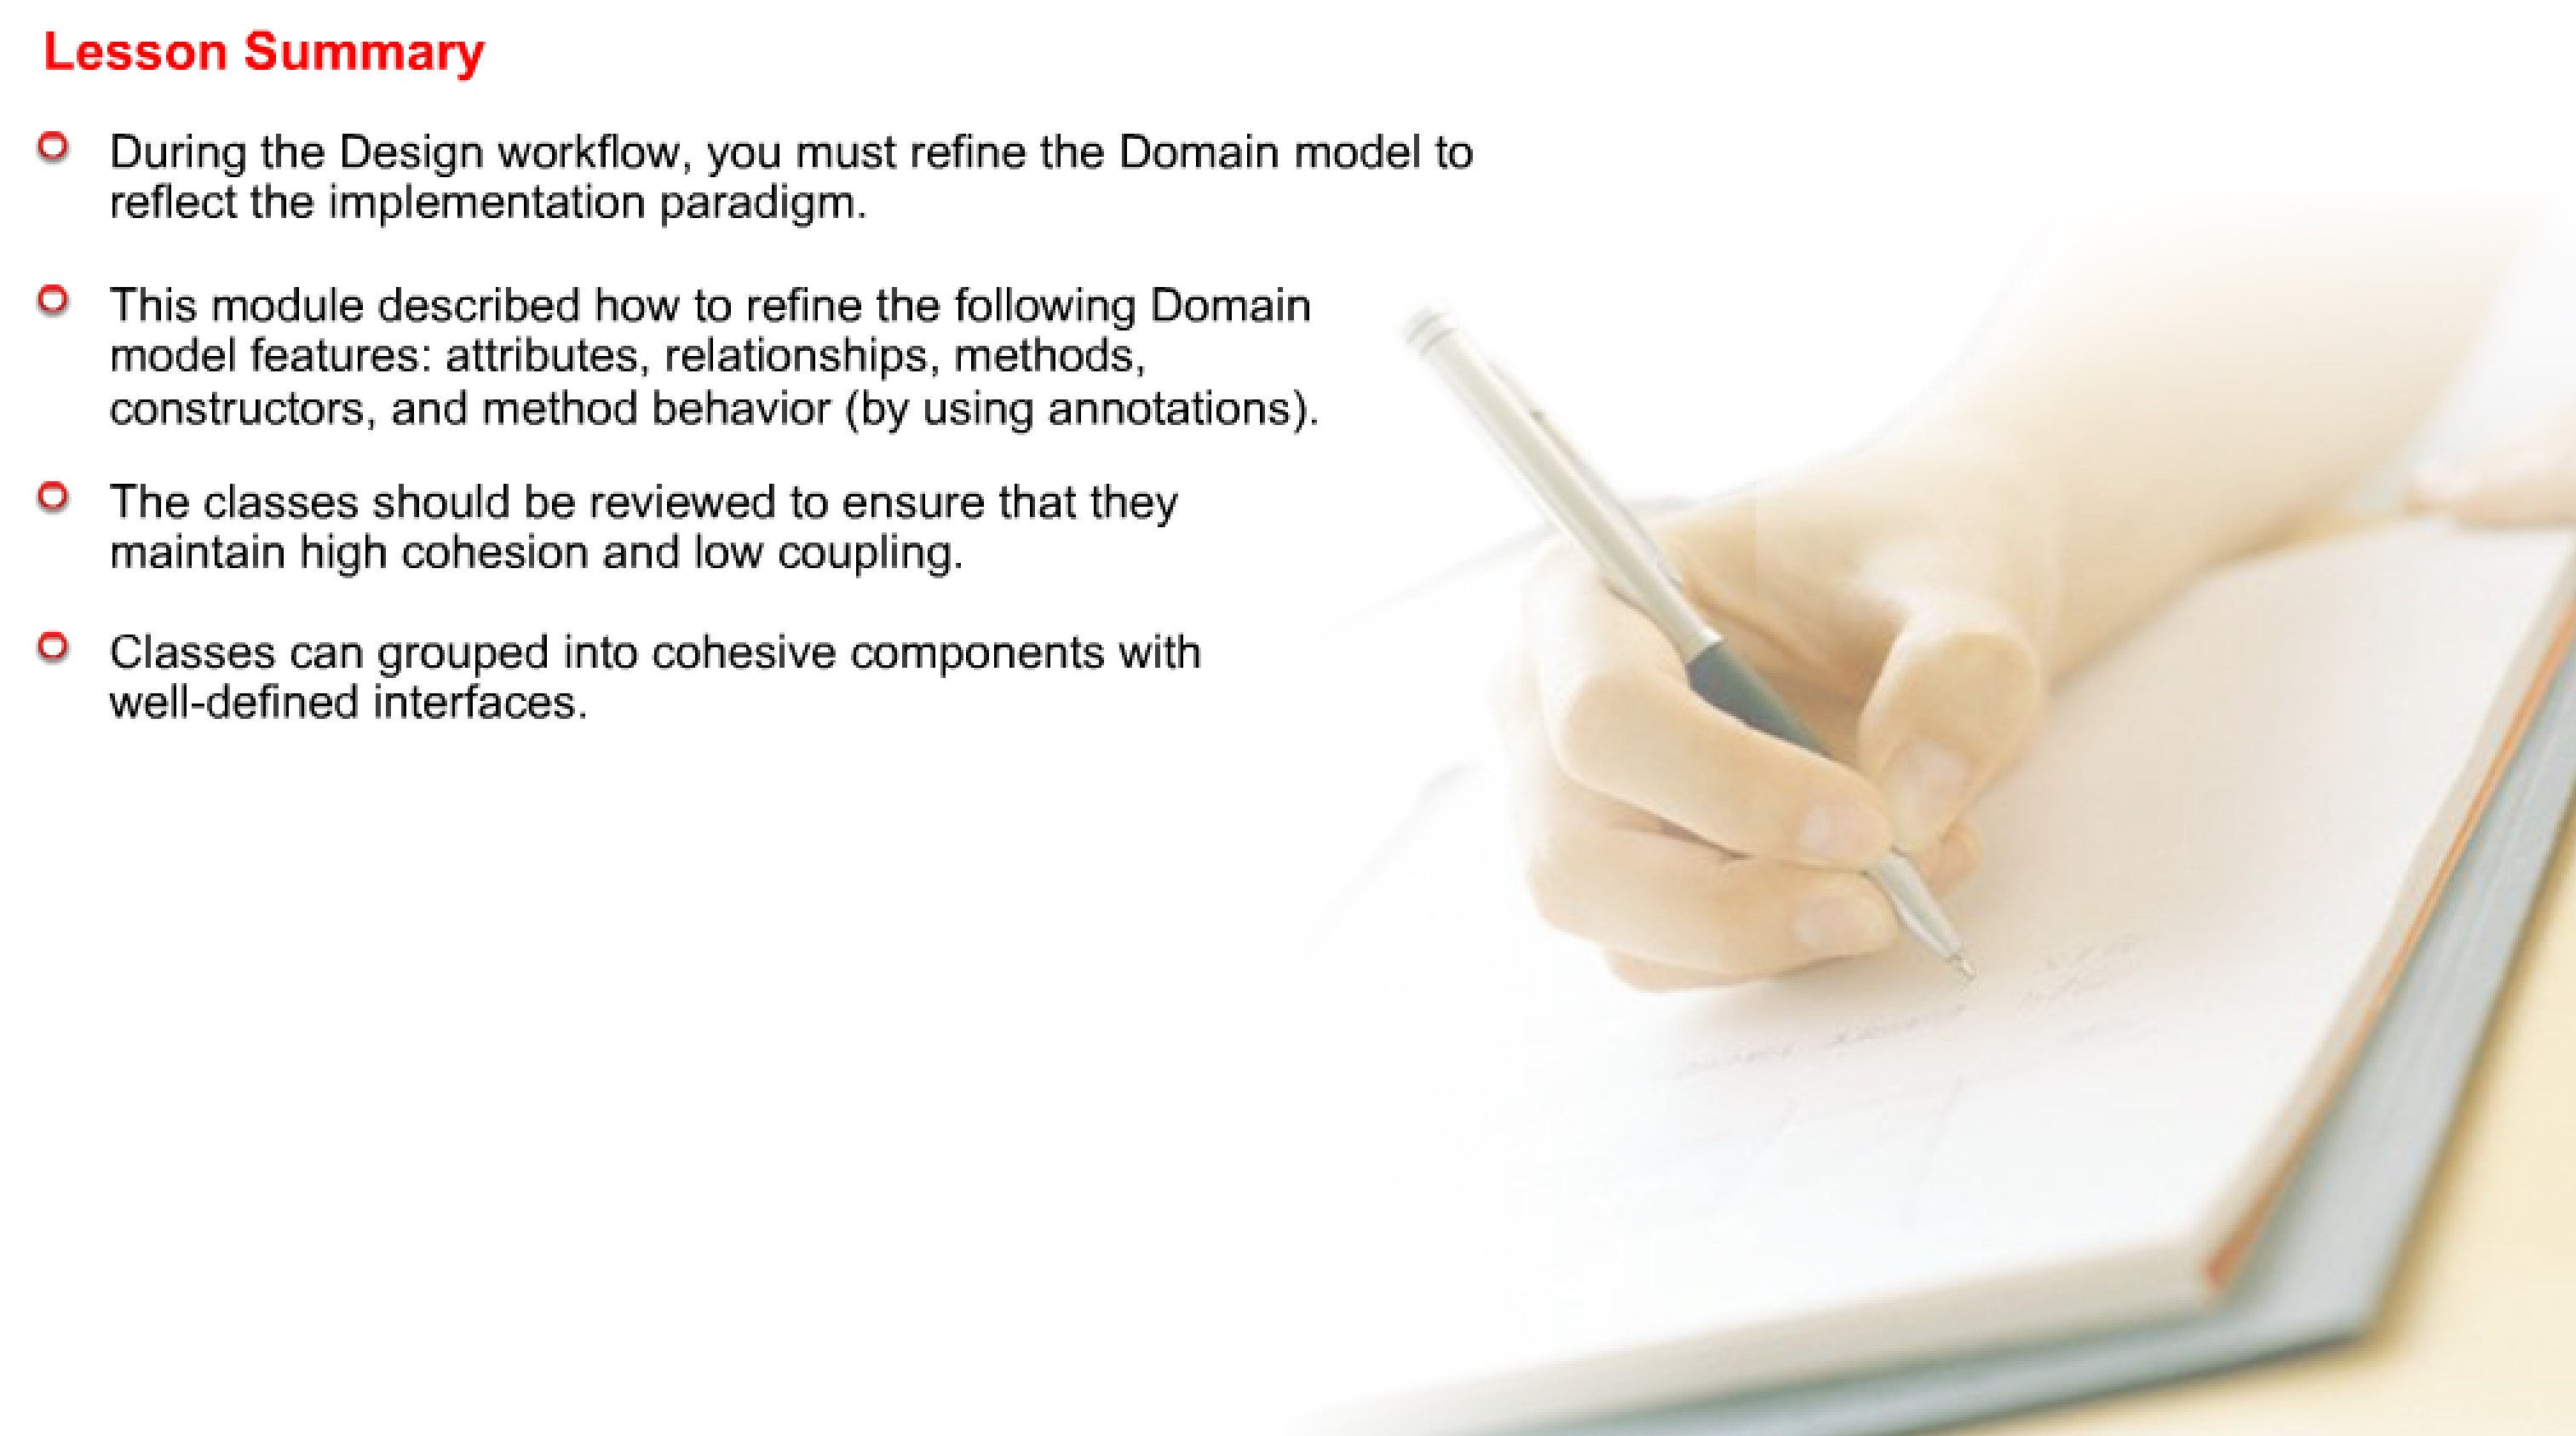 Lesson Summary
During the Design workflow, you must refine the Domain model to
reflect the implementation paradigm.
This module described how to refine the following Domain
model features: attributes, relationships, methods,
constructors, and method behavior (by using annotations).
The classes should be reviewed to ensure that they
maintain high cohesion and low coupling.
Classes can grouped into cohesive components with
well-defined interfaces.